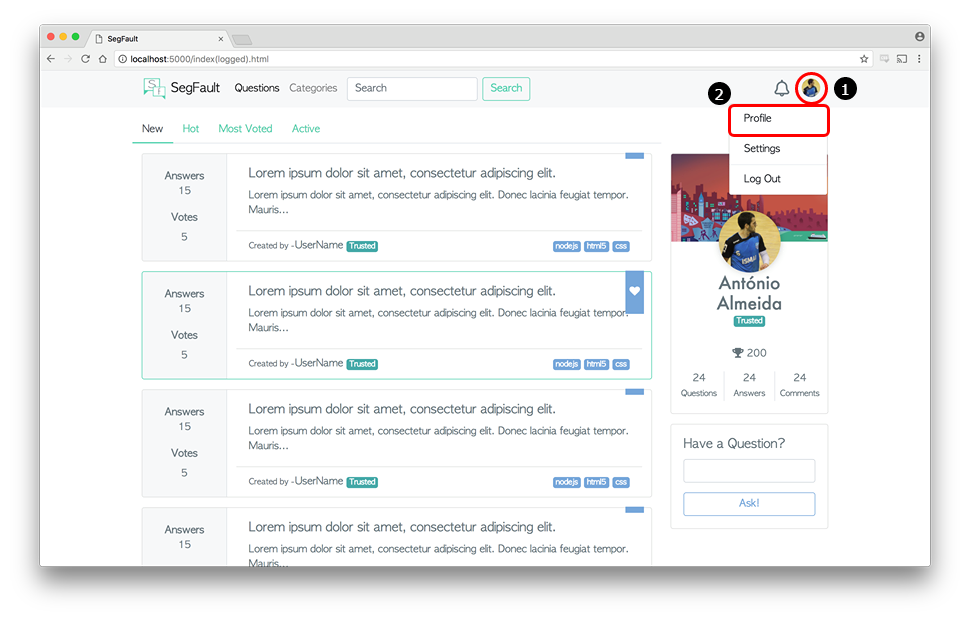 SegFault
localhost:5000/index(logged).html
SegFault Questions Categories Search Search
1
2
Profile
Settings
Log Out
New Hot Most Voted Active
Answers
15
Votes
5
Lorem ipsum dolor sit amet, consectetur adipiscing elit.
Lorem ipsum dolor sit amet, consectetur adipiscing elit. Donec lacinia feugiat tempor.
Mauris...
Created by -UserName Trusted nodejs html5 css
Answers
15
Votes
5
Lorem ipsum dolor sit amet, consectetur adipiscing elit.
Lorem ipsum dolor sit amet, consectetur adipiscing elit. Donec lacinia feugiat tempor.
Mauris...
Created by -UserName Trusted nodejs html5 css
Answers
15
Votes
5
Lorem ipsum dolor sit amet, consectetur adipiscing elit.
Lorem ipsum dolor sit amet, consectetur adipiscing elit. Donec lacinia feugiat tempor.
Mauris...
Created by -UserName Trusted nodejs html5 css
Answers
15
Lorem ipsum dolor sit amet, consectetur adipiscing elit.
Lorem ipsum dolor sit amet, consectetur adipiscing elit. Donec lacinia feugiat tempor.
Mauris...
ISMAI
António
Almeida
Trusted
200
24 24 24
Questions Answers Comments
Have a Question?
Ask!